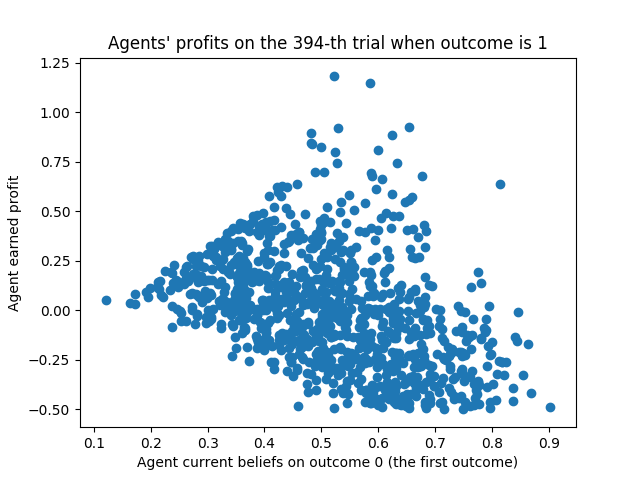 Agents' profits on the 394-th trial when outcome is 1
1.25
1.00
0.75
0.50
0.25
0.00
−0.25
−0.50
Agent earned profit
0.1 0.2 0.3 0.4 0.5 0.6 0.7 0.8 0.9
Agent current beliefs on outcome 0 (the first outcome)